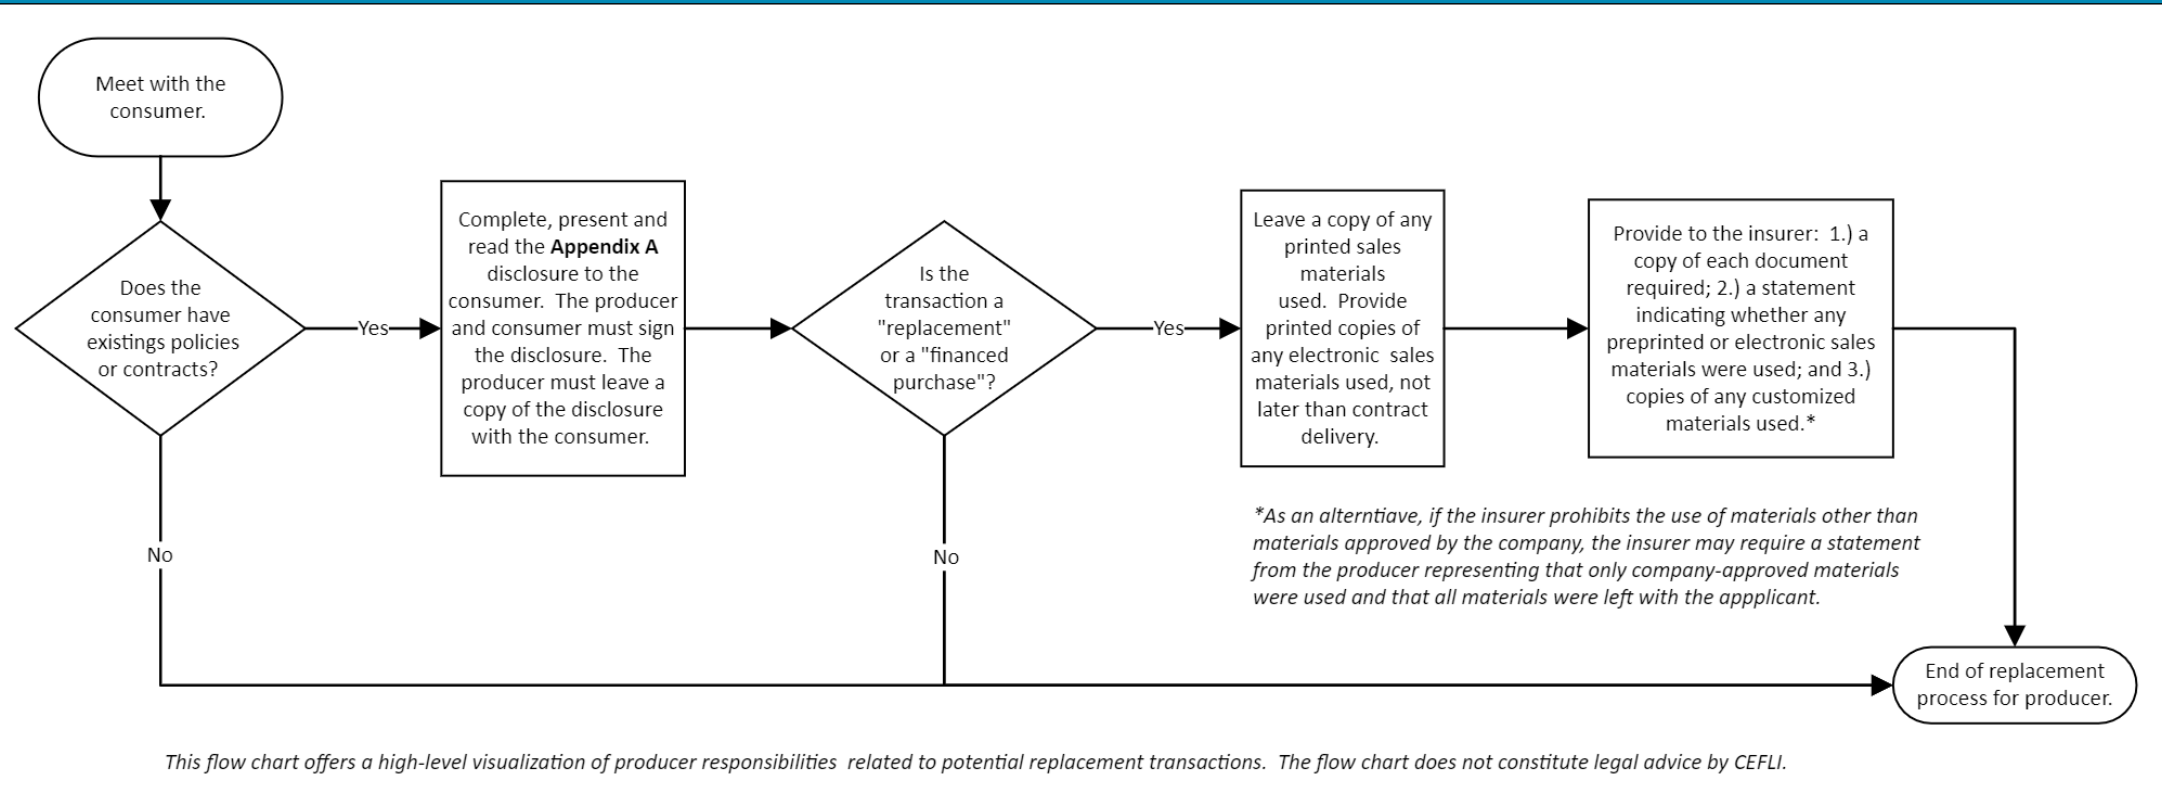 Meet with the
consumer.
Does the
consumer have
existings policies
or contracts?
Yes
No
Complete, present and
read the Appendix A
disclosure to the
consumer.  The producer
and consumer must sign
the disclosure.  The
producer must leave a
copy of the disclosure
with the consumer.
Is the
transaction a
"replacement"
or a "financed
purchase"?
Yes
No
Leave a copy of any
printed sales
materials
used.  Provide
printed copies of
any electronic  sales
materials used, not
later than contract
delivery.
Provide to the insurer:  1.) a
copy of each document
required; 2.) a statement
indicating whether any
preprinted or electronic sales
materials were used; and 3.)
copies of any customized
materials used.*
*As an alterntiave, if the insurer prohibits the use of materials other than
materials approved by the company, the insurer may require a statement
from the producer representing that only company-approved materials
were used and that all materials were left with the appplicant.
End of replacement
process for producer.
This flow chart offers a high-level visualization of producer responsibilities  related to potential replacement transactions.  The flow chart does not constitute legal advice by CEFLI.